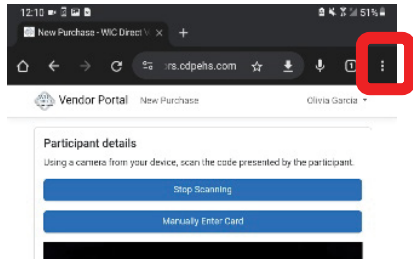 12:10 51%
New Purchase - WIC Direct V × +
rs.cdpehs.com 1
Vendor Portal New Purchase Olivia Garcia
Participant details
Using a camera from your device, scan the code presented by the participant.
Stop Scanning
Manually Enter Card